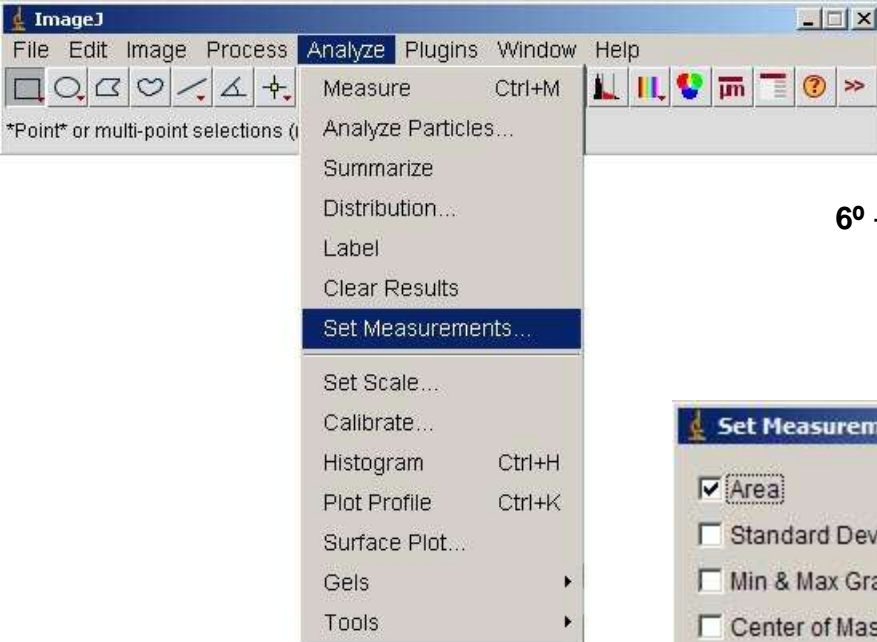 ImageJ
File Edit Image Process Analyze Plugins Window Help
*Point* or multi-point selections
Measure Ctrl+M
Analyze Particles...
Summarize
Distribution...
Label
Clear Results
Set Measurements...
Set Scale...
Calibrate...
Histogram Ctrl+H
Plot Profile Ctrl+K
Surface Plot...
Gels
Tools
µm
?
>>
6º
Set Measurem
Area
Standard Dev
Min & Max Gra
Center of Mas